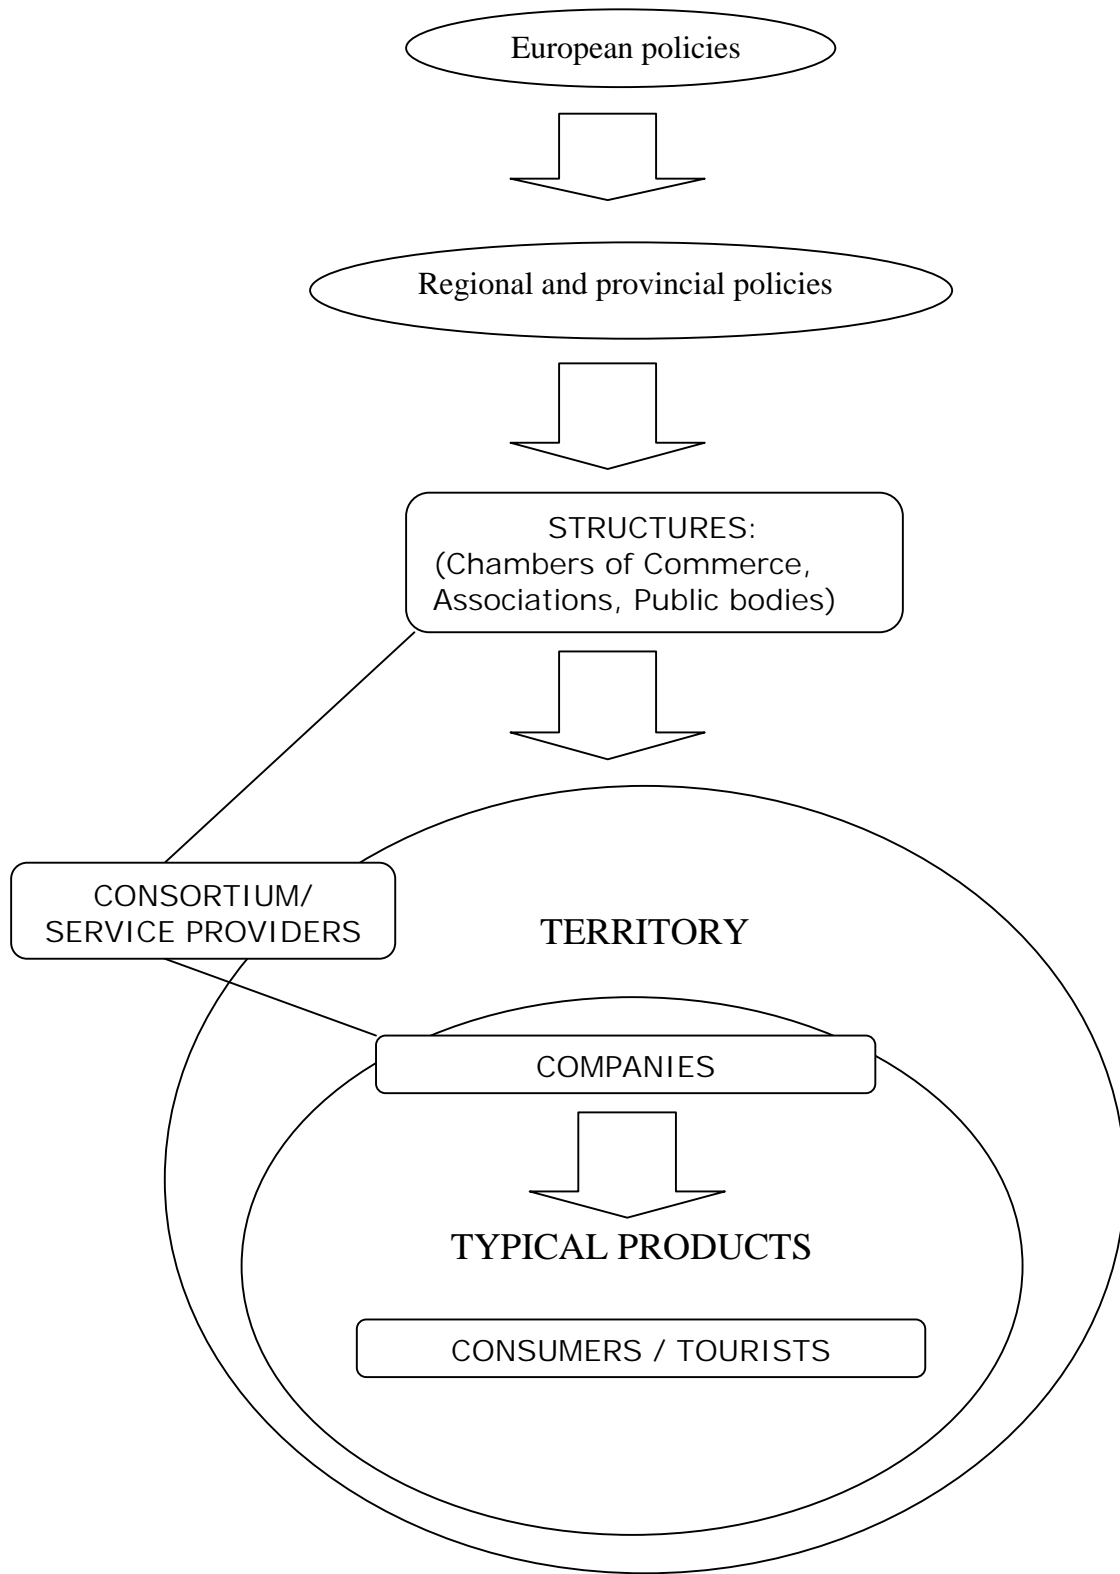 European policies
Regional and provincial policies
STRUCTURES:
(Chambers of Commerce,
Associations, Public bodies)
CONSORTIUM/
SERVICE PROVIDERS
TERRITORY
COMPANIES
TYPICAL PRODUCTS
CONSUMERS / TOURISTS